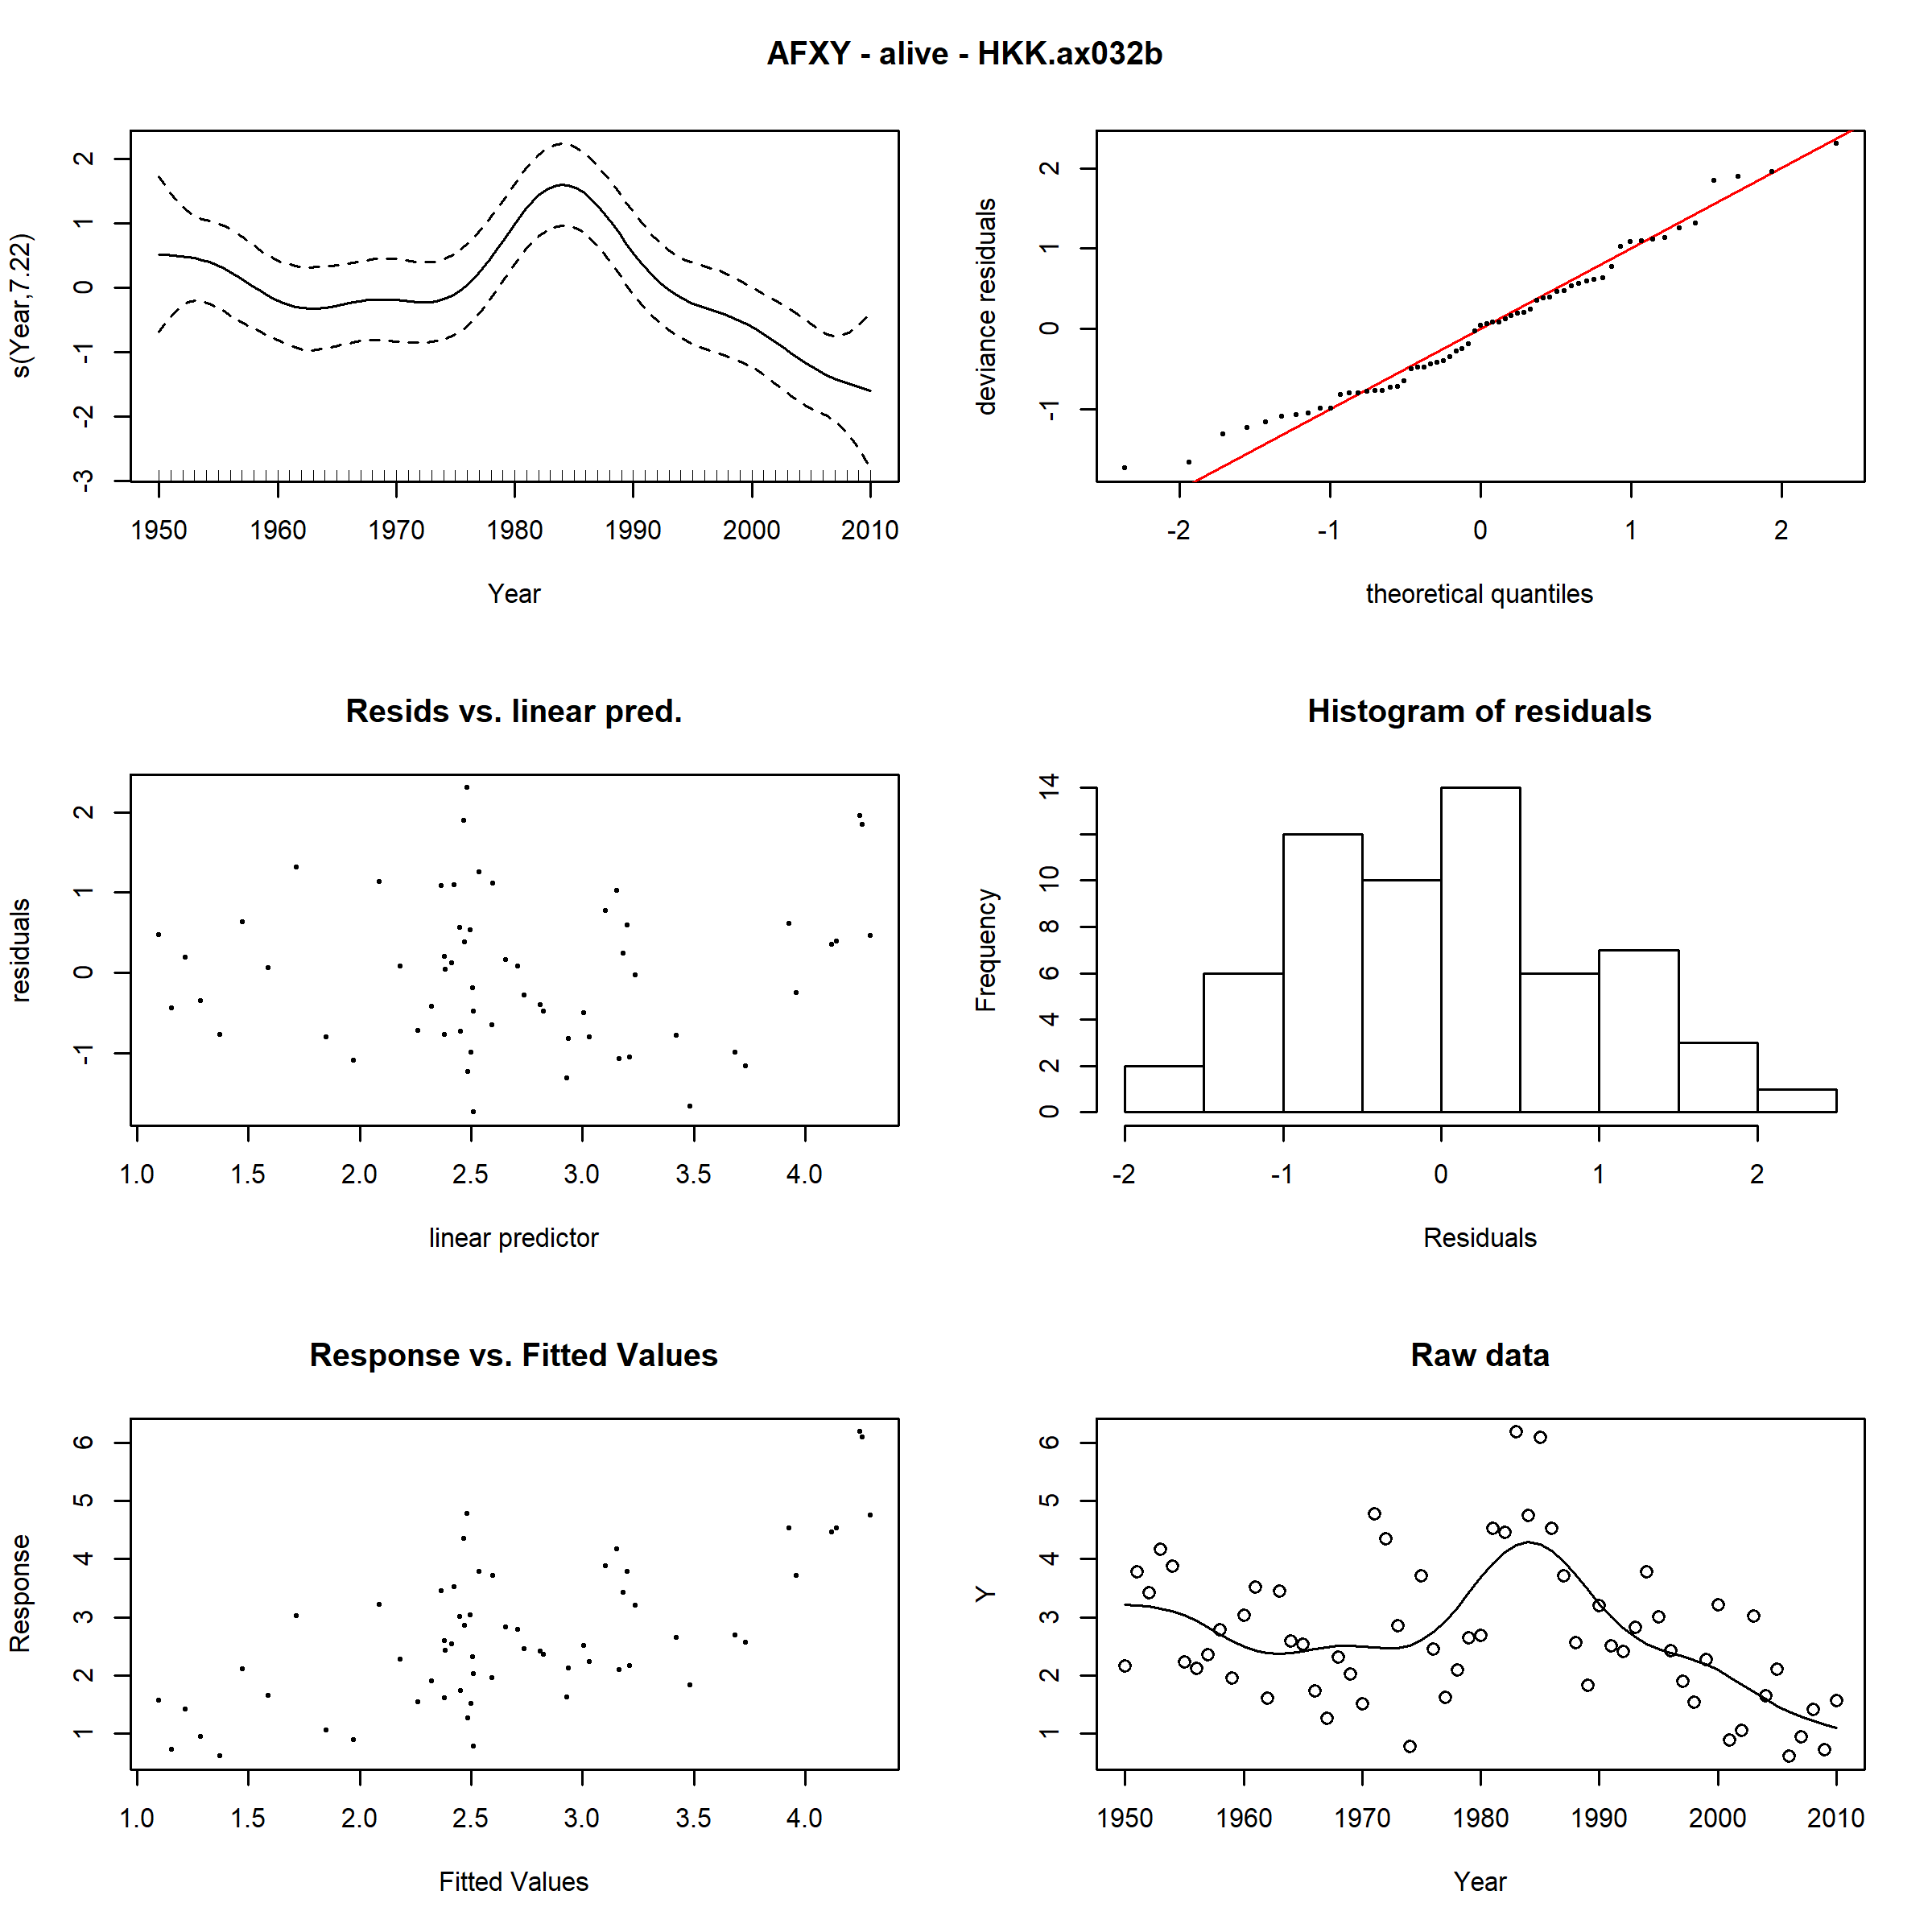 AFXY - alive - HKK.ax032b
s(Year,7.22)
2
1
0
-1
-2
-3
1950 1960 1970 1980 1990 2000 2010
Year
deviance residuals
2
1
0
-1
-2 -1 0 1 2
theoretical quantiles
Resids vs. linear pred.
residuals
2
1
0
-1
1.0 1.5 2.0 2.5 3.0 3.5 4.0
linear predictor
Histogram of residuals
Frequency
14
10
8
6
4
2
0
-2 -1 0 1 2
Residuals
Response vs. Fitted Values
Response
6
5
4
3
2
1
1.0 1.5 2.0 2.5 3.0 3.5 4.0
Fitted Values
Raw data
Y
6
5
4
3
2
1
1950 1960 1970 1980 1990 2000 2010
Year